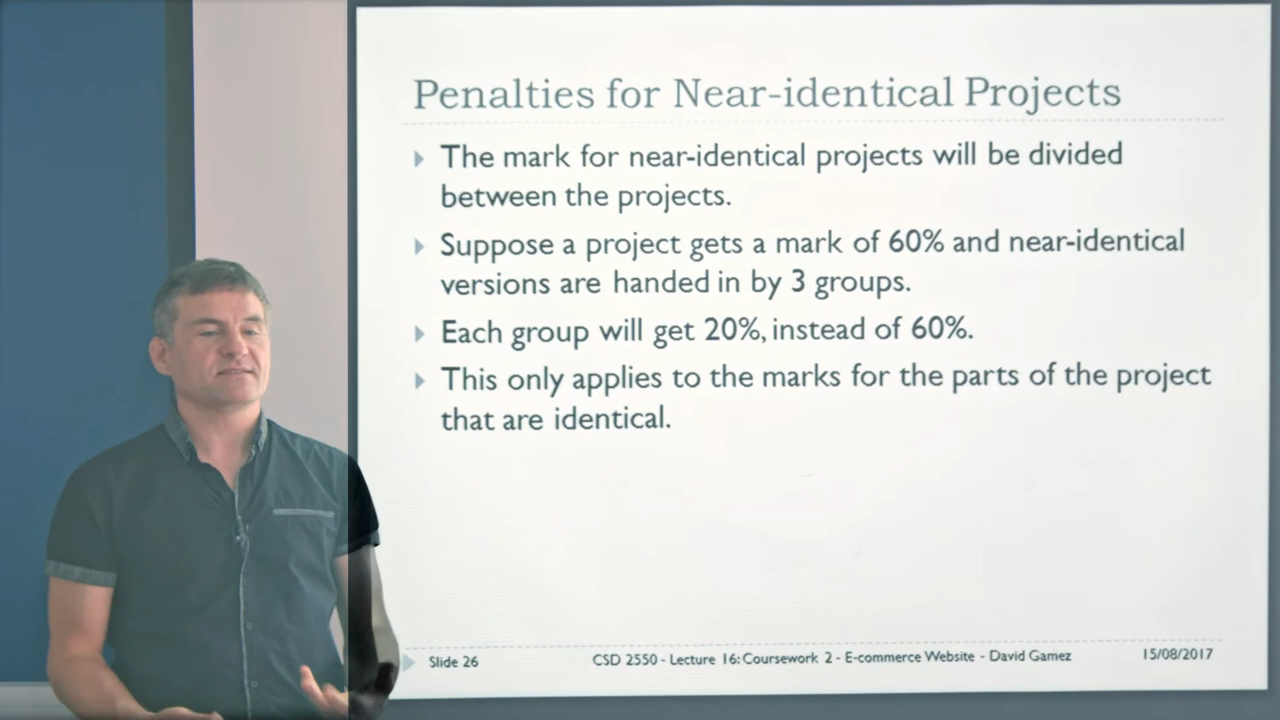 Penalties for Near-identical Projects
The mark for near-identical projects will be divided
between the projects.
Suppose a project gets a mark of 60% and near-identical
versions are handed in by 3 groups.
Each group will get 20%, instead of 60%.
This only applies to the marks for the parts of the project
that are identical.
Slide 26
CSD 2550 - Lecture 16: Coursework 2 - E-commerce Website - David Gamez
15/08/2017